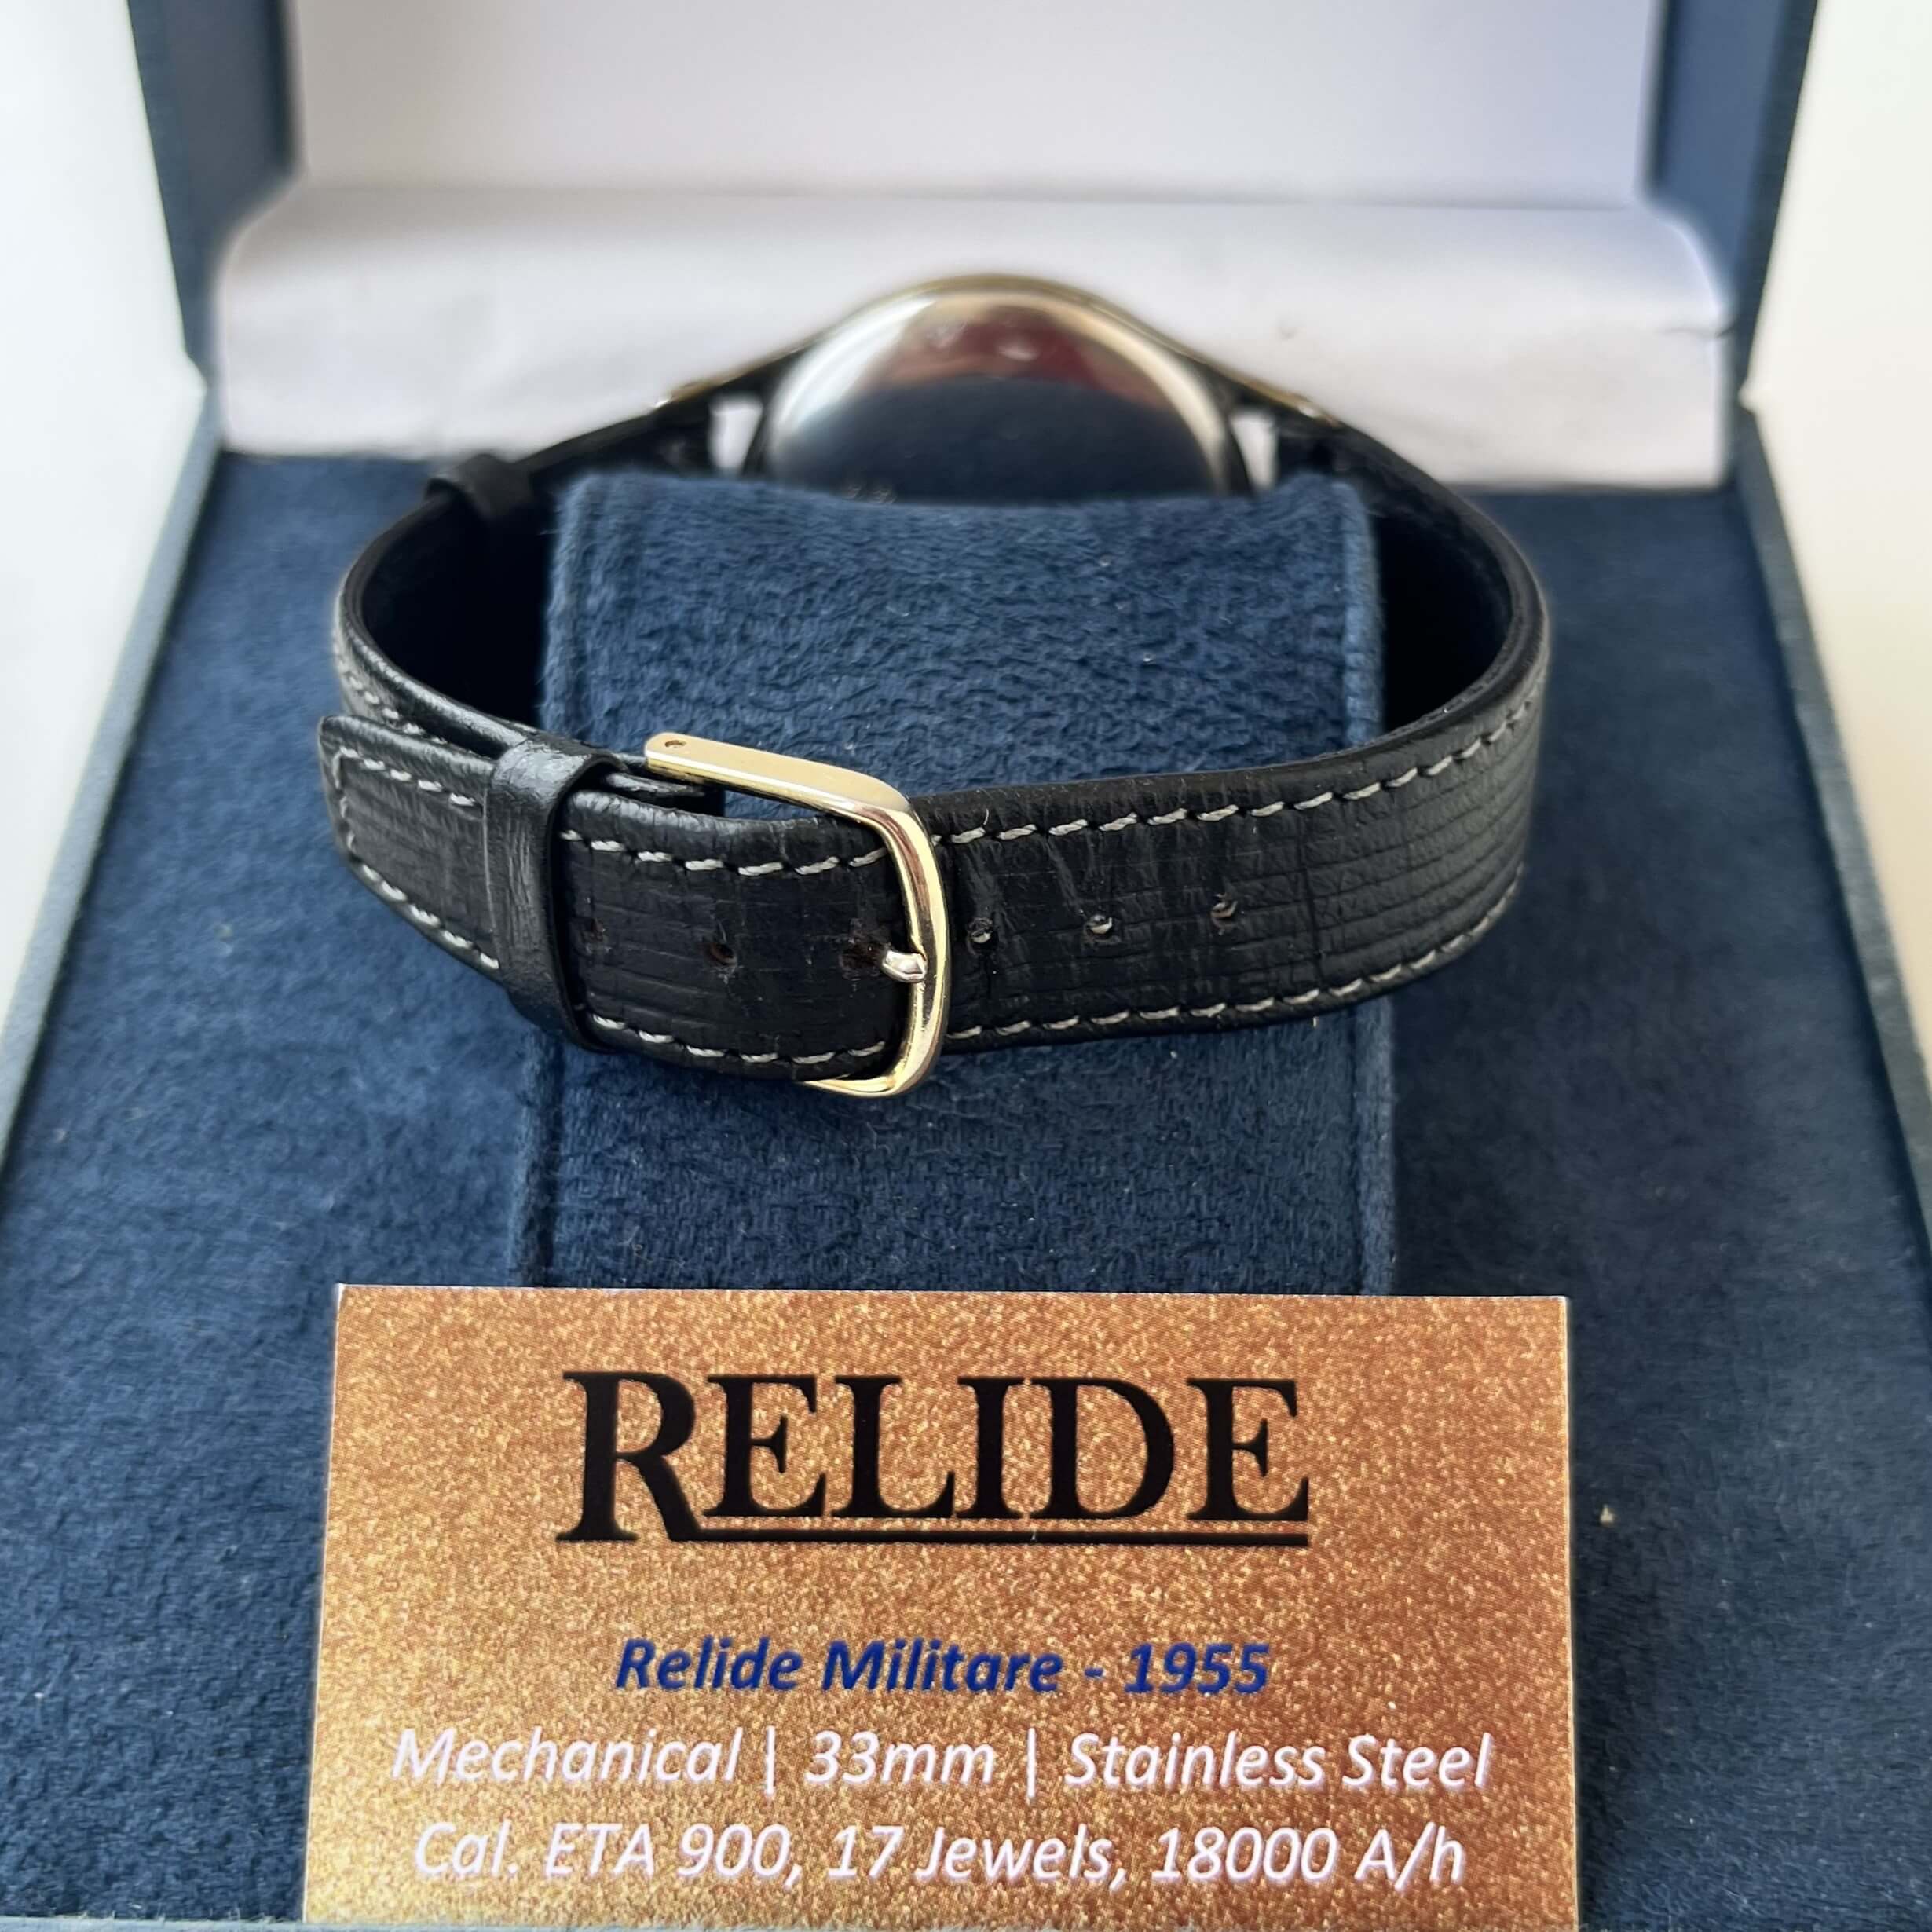 RELIDE
Relide Militare - 1955
Mechanical | 33mm | Stainless Steel
Cal. ETA 900, 17 Jewels, 18000 A/h